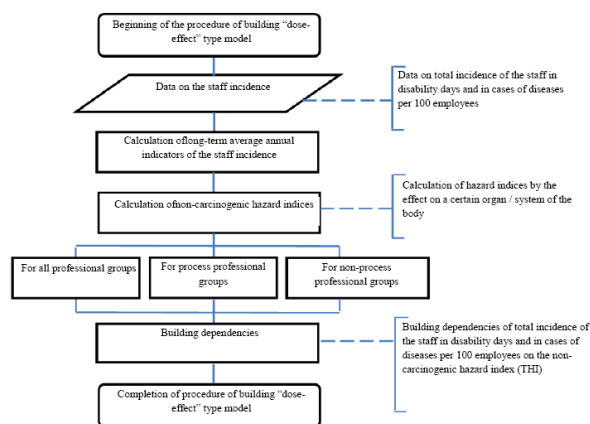 Beginning of the procedure of building “dose-
effect” type model
Data on the staff incidence
Data on total incidence of the staff in
disability days and in cases of diseases
per 100 employees
Calculation oflong-term average annual
indicators of the staff incidence
Calculation ofnon-carcinogenic hazard indices
Calculation of hazard indices by the
effect on a certain organ / system of the
body
For all professional groups
For process professional
groups
For non-process
professional groups
Building dependencies
Building dependencies of total incidence of
the staff in disability days and in cases of
diseases per 100 employees on the non-
carcinogenic hazard index (THI)
Completion of procedure of building “dose-
effect” type model